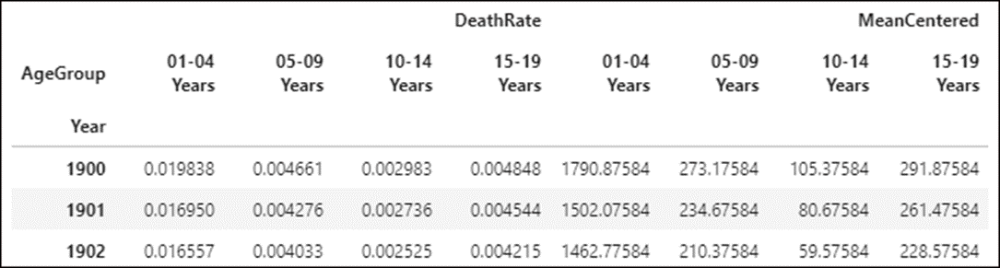 DeathRate MeanCentered
AgeGroup 01-04 Years 05-09 Years 10-14 Years 15-19 Years 01-04 Years 05-09 Years 10-14 Years 15-19 Years
Year
1900 0.019838 0.004661 0.002983 0.004848 1790.87584 273.17584 105.37584 291.87584
1901 0.016950 0.004276 0.002736 0.004544 1502.07584 234.67584 80.67584 261.47584
1902 0.016557 0.004033 0.002525 0.004215 1462.77584 210.37584 59.57584 228.57584